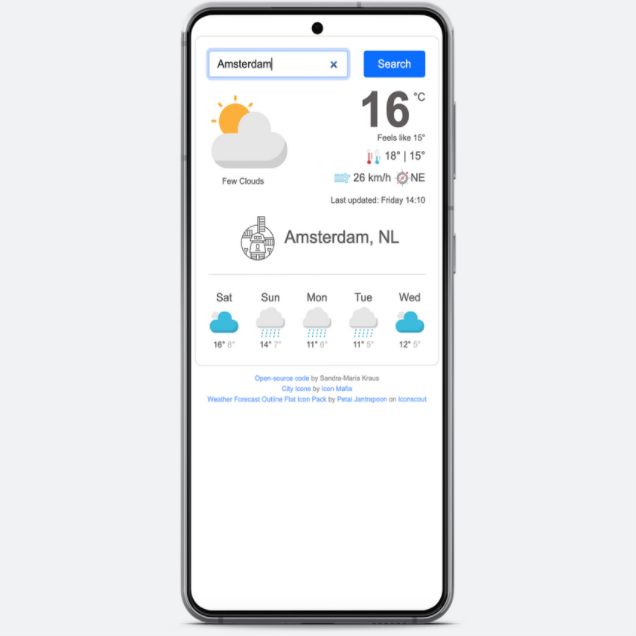 Amsterdam
Search
16 °C
Feels like 15°
Few Clouds
18° | 15°
26 km/h NE
Last updated: Friday 14:10
Amsterdam, NL
Sat Sun Mon Tue Wed
16° 8° 14° 7° 11° 6° 11° 5° 12° 5°
Open-source code by Sandra-Maria Kraus
City Icons by Icon Mafia
Weather Forecast Outline Flat Icon Pack by Petai Jantrapoon on Iconscout